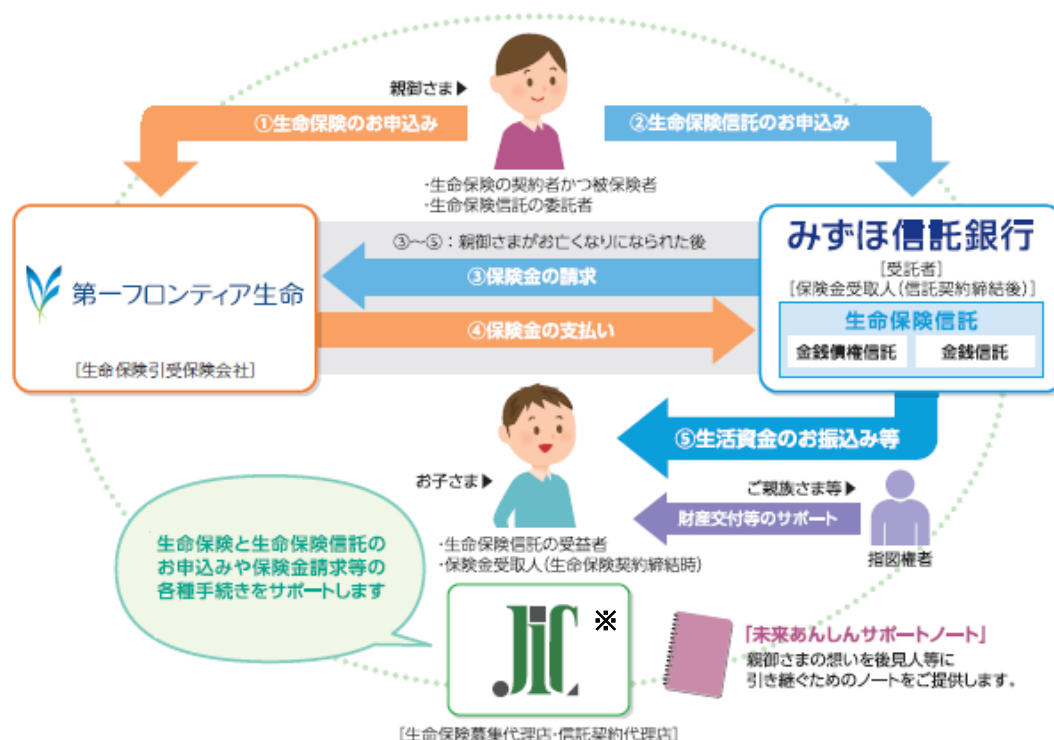 親御さま▶
①生命保険のお申込み
②生命保険信託のお申込み
・生命保険の契約者かつ被保険者
・生命保険信託の委託者
③～⑤：親御さまがお亡くなりになられた後
③保険金の請求
④保険金の支払い
第一フロンティア生命
[生命保険引受保険会社]
みずほ信託銀行
[受託者]
[保険金受取人(信託契約締結後)]
生命保険信託
金銭債権信託
金銭信託
⑤生活資金のお振込み等
お子さま▶
ご親族さま等▶
財産交付等のサポート
指図権者
・生命保険信託の受益者
・保険金受取人(生命保険契約締結時)
生命保険と生命保険信託の
お申込みや保険金請求等の
各種手続きをサポートします
JiC
※
「未来あんしんサポートノート」
親御さまの想いを後見人等に
引き継ぐためのノートをご提供します。
[生命保険募集代理店・信託契約代理店]